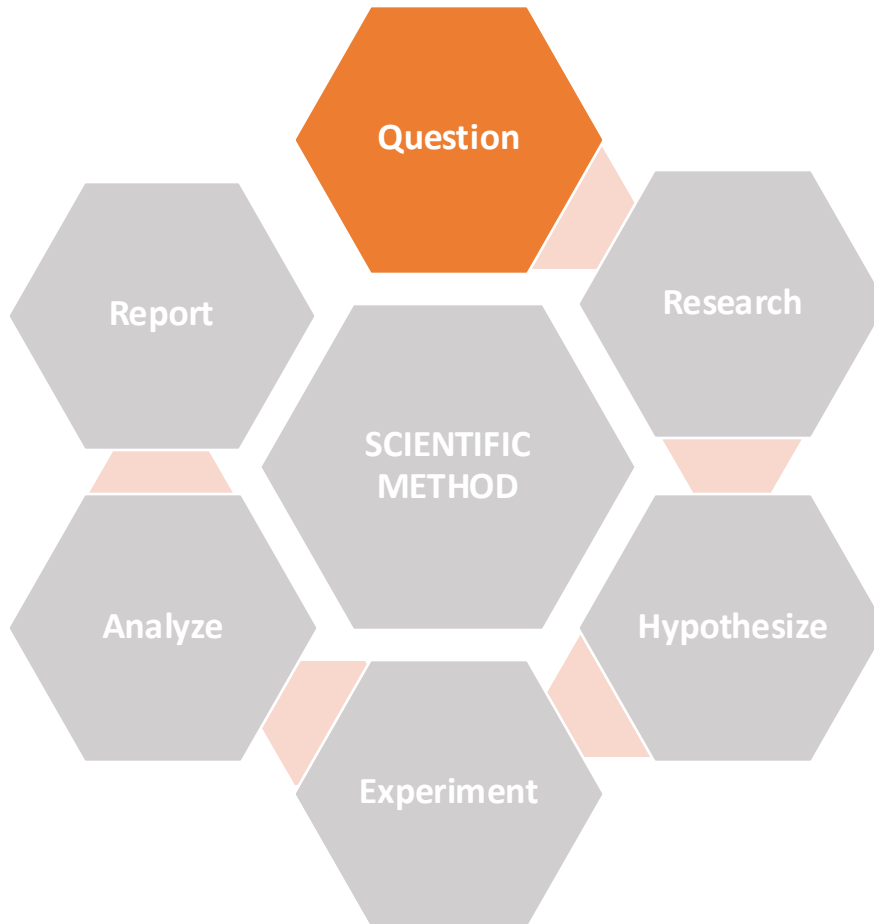 Question
Research
Report
SCIENTIFIC
METHOD
Hypothesize
Analyze
Experiment